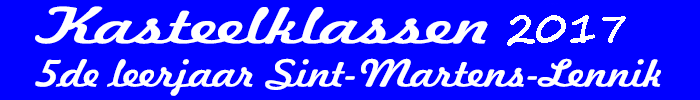 Kasteelklassen 2017
5de leerjaar Sint-Martens-Lennik